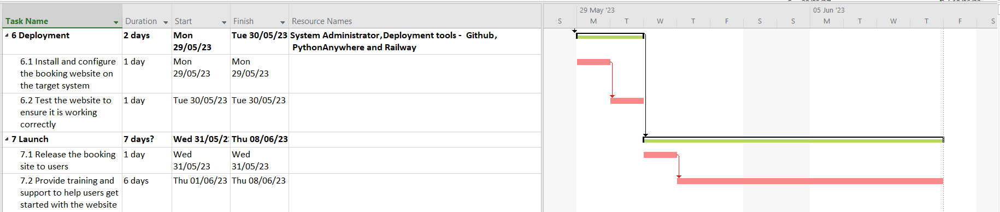 29 May '23
05 Jun '23
Task Name Duration Start Finish Resource Names
S M T W T F S S M T W T F S
6 Deployment 2 days Mon Tue 30/05/23 System Administrator,Deployment tools - Github,
29/05/23 PythonAnywhere and Railway
6.1 Install and configure 1 day Mon Mon
the booking website on 29/05/23 29/05/23
the target system
6.2 Test the website to 1 day Tue 30/05/23 Tue 30/05/23
ensure it is working
correctly
7 Launch 7 days? Wed 31/05/2 Thu 08/06/23
7.1 Release the booking 1 day Wed Wed
site to users 31/05/23 31/05/23
7.2 Provide training and 6 days Thu 01/06/23 Thu 08/06/23
support to help users get
started with the website